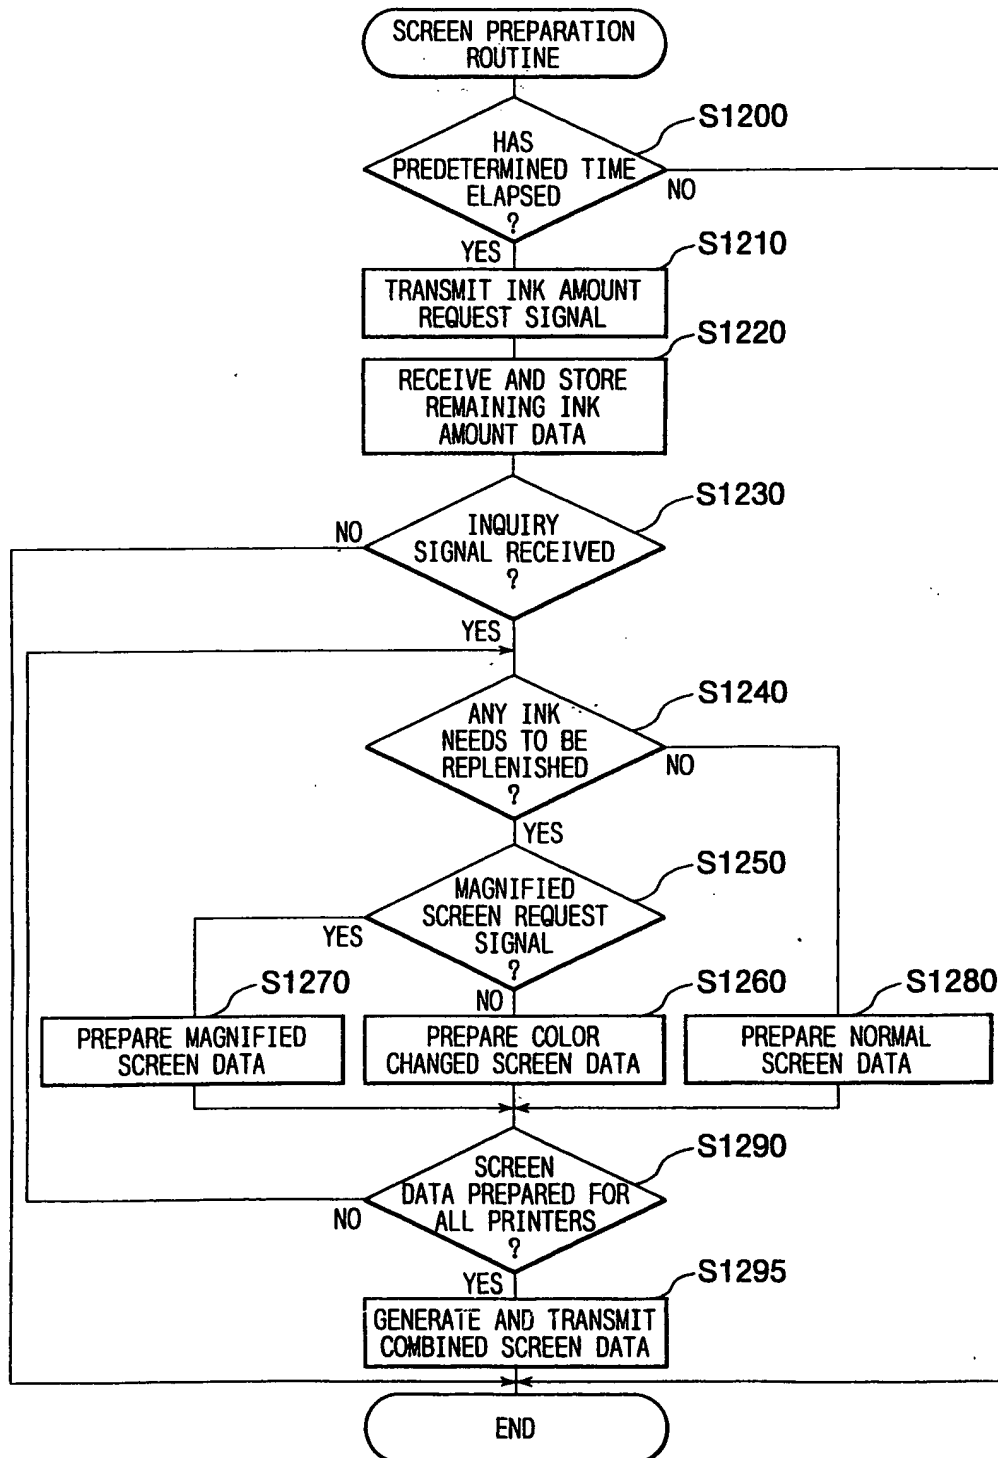 SCREEN PREPARATION
ROUTINE
S1200
HAS
PREDETERMINED TIME
ELAPSED
?
NO
YES
S1210
TRANSMIT INK AMOUNT
REQUEST SIGNAL
S1220
RECEIVE AND STORE
REMAINING INK
AMOUNT DATA
S1230
NO
INQUIRY
SIGNAL RECEIVED
?
YES
S1240
ANY INK
NEEDS TO BE
REPLENISHED
?
NO
YES
S1250
MAGNIFIED
SCREEN REQUEST
SIGNAL
?
YES
NO
S1270
S1260
S1280
PREPARE MAGNIFIED
SCREEN DATA
PREPARE COLOR
CHANGED SCREEN DATA
PREPARE NORMAL
SCREEN DATA
S1290
SCREEN
DATA PREPARED FOR
ALL PRINTERS
?
NO
YES
S1295
GENERATE AND TRANSMIT
COMBINED SCREEN DATA
END